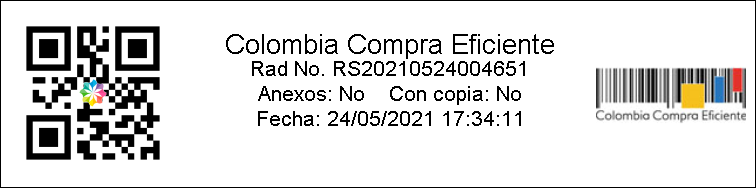 Colombia Compra Eficiente
Rad No. RS20210524004651
Anexos: No    Con copia: No
Fecha: 24/05/2021 17:34:11
Colombia Compra Eficiente